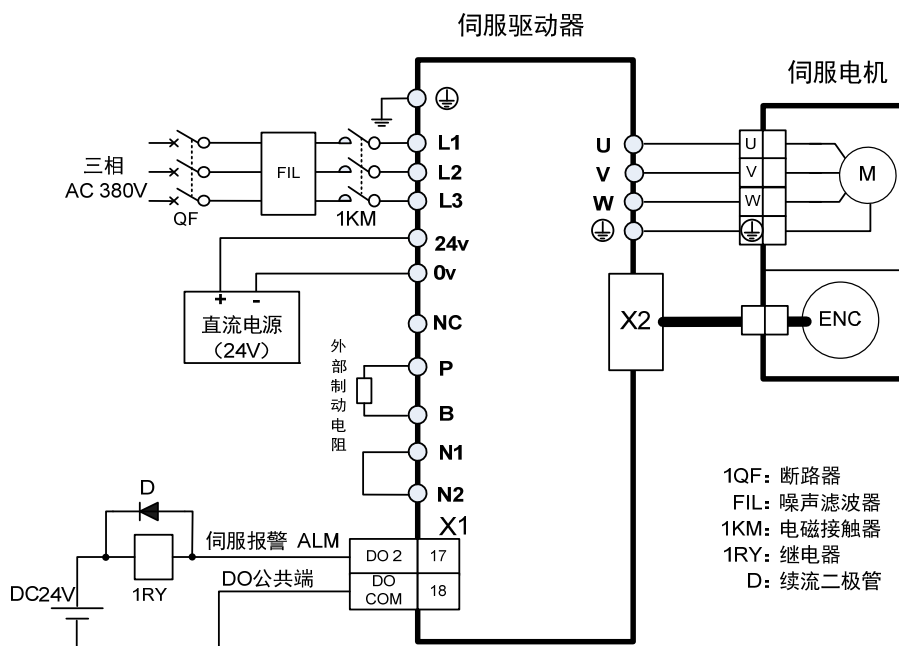 伺服驱动器
伺服电机
三相
AC 380V
QF
FIL
1KM
L1
L2
L3
24v
0v
NC
P
B
N1
N2
+ -
直流电源
（24V）
外部制动电阻
U
V
W
U
V
W
M
X2
ENC
X1
D
1RY
DC24V
伺服报警 ALM
DO公共端
DO 2
17
DO
COM
18
1QF：断路器
FIL：噪声滤波器
1KM：电磁接触器
1RY：继电器
D：续流二极管